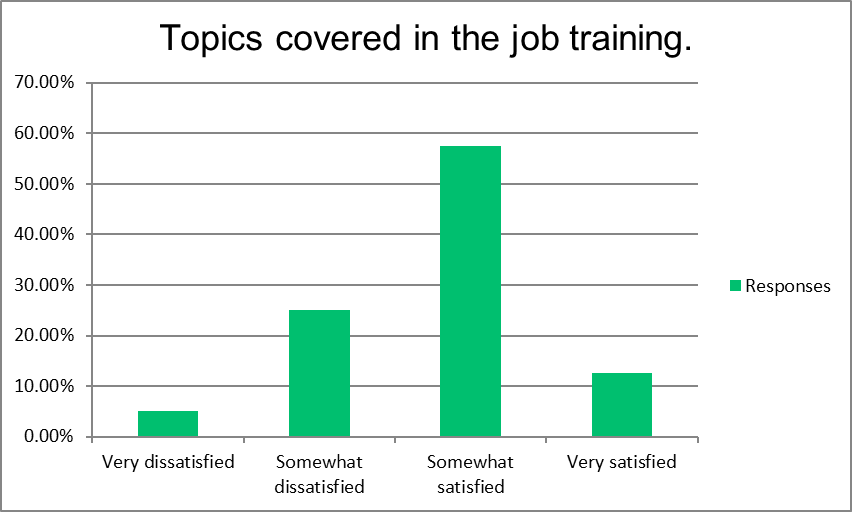 Topics covered in the job training.
70.00%
60.00%
50.00%
40.00%
30.00%
20.00%
10.00%
0.00%
Very dissatisfied
Somewhat
dissatisfied
Somewhat
satisfied
Very satisfied
Responses